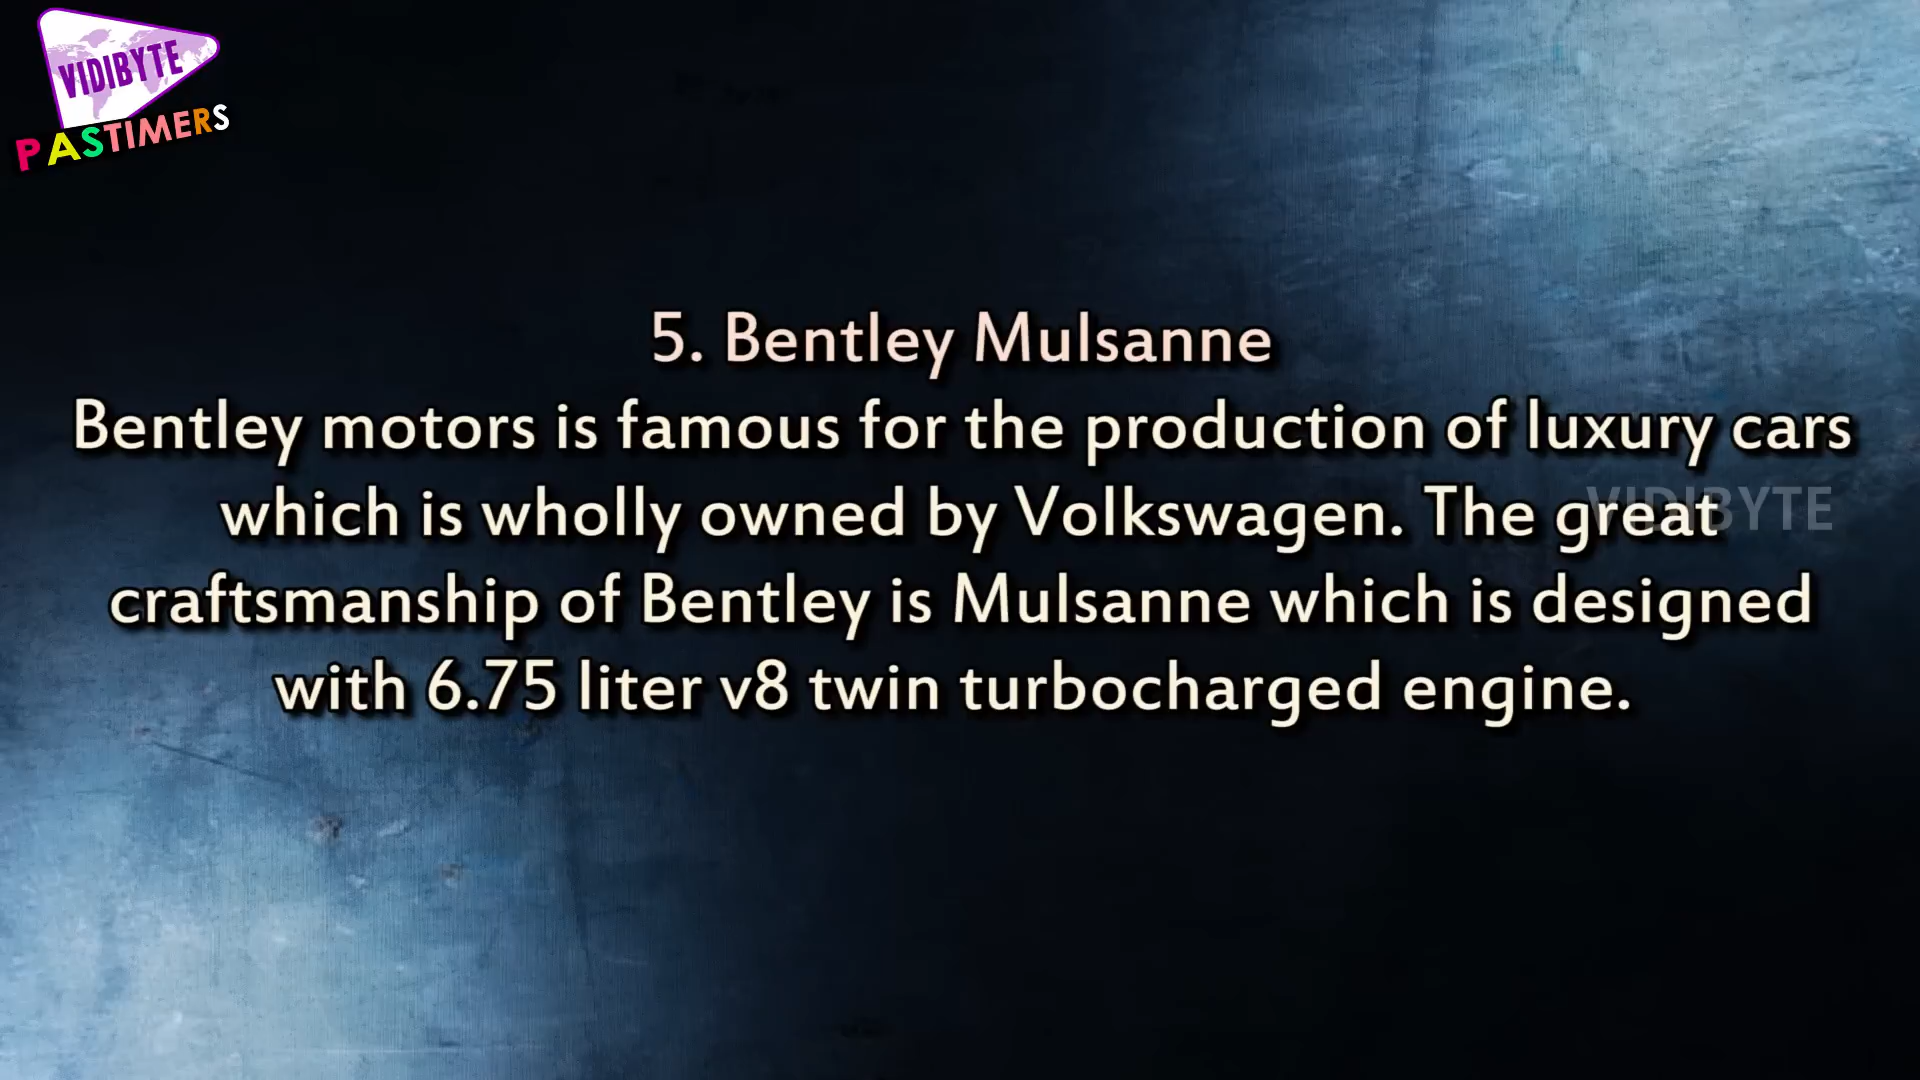 VIDIBYTE
PASTIMERS
5. Bentley Mulsanne
Bentley motors is famous for the production of luxury cars
which is wholly owned by Volkswagen. The great
VIDIBYTE
craftsmanship of Bentley is Mulsanne which is designed
with 6.75 liter v8 twin turbocharged engine.